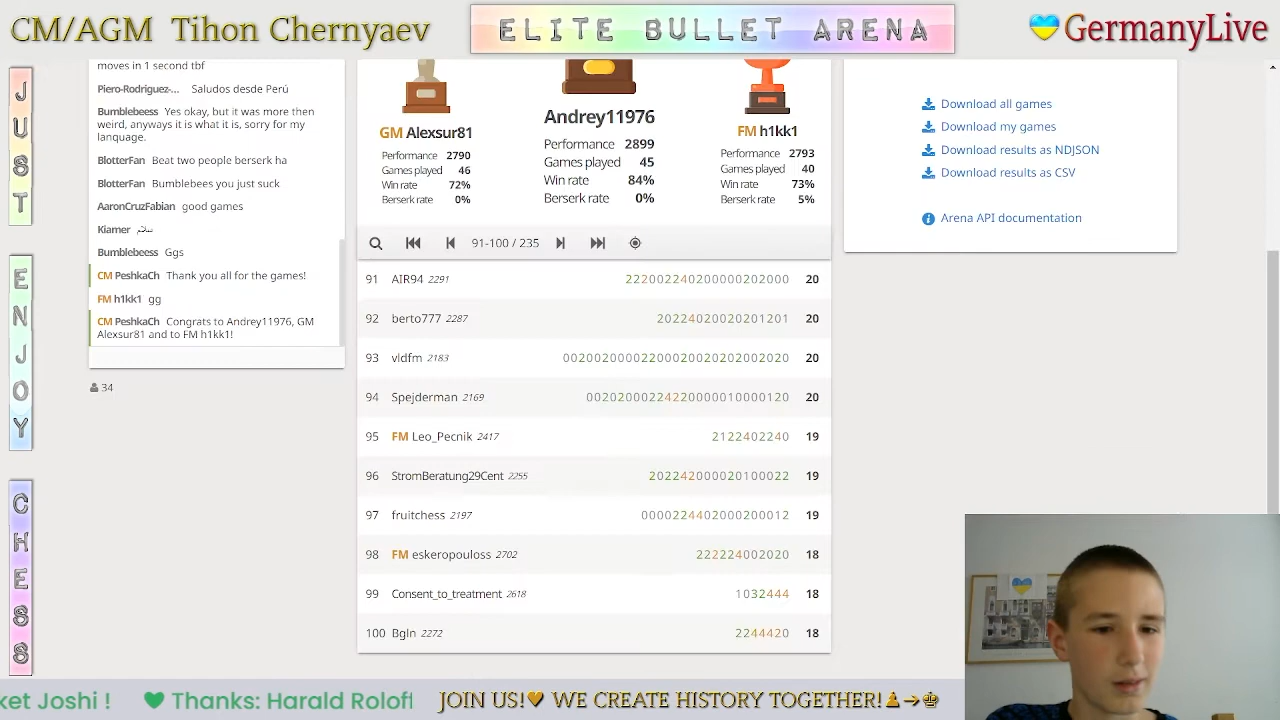 CM/AGM Tihon Chernyaev
ELITE BULLET ARENA
GermanyLive
JUST
ENJOY
CHESS
moves in 1 second tbf
Piero-Rodriguez-... Saludos desde Perú
Bumblebeess Yes okay, but it was more then
weird, anyways it is what it is, sorry for my
lanquage.
BlotterFan Beat two people berserk ha
BlotterFan Bumblebees you just suck
AaronCruzFabian good games
Kiamer سلام
Bumblebeess Ggs
CM PeshkaCh Thank you all for the games!
FM h1kk1 gg
CM PeshkaCh Congrats to Andrey11976, GM
Alexsur81 and to FM h1kk1!
34
GM Alexsur81
Performance 2790
Games played 46
Win rate 72%
Berserk rate 0%
Andrey11976
Performance 2899
Games played 45
Win rate 84%
Berserk rate 0%
FM h1kk1
Performance 2793
Games played 40
Win rate 73%
Berserk rate 5%
91-100 / 235
91 AIR94 2291 222002240200000202000 20
92 berto777 2287 20224020020201201 20
93 vldfm 2183 00200200002200020020202002020 20
94 Spejderman 2169 00202000224220000010000120 20
95 FM Leo_Pecnik 2417 2122402240 19
96 StromBeratung29Cent 2255 202242000020100022 19
97 fruitchess 2197 0000224402000200012 19
98 FM eskeropouloss 2702 222224002020 18
99 Consent_to_treatment 2618 1032444 18
100 Bgln 2272 2244420 18
Download all games
Download my games
Download results as NDJSON
Download results as CSV
Arena API documentation
ket Joshi ! Thanks: Harald Roloff
JOIN US! WE CREATE HISTORY TOGETHER!